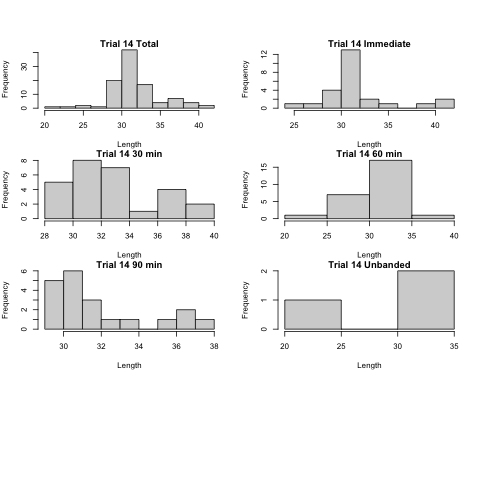 Trial 14 Total
Frequency
0 10 30
20 25 30 35 40
Length
Trial 14 Immediate
Frequency
0 4 8 12
25 30 35 40
Length
Trial 14 30 min
Frequency
0 2 4 6 8
28 30 32 34 36 38 40
Length
Trial 14 60 min
Frequency
0 5 10 15
20 25 30 35 40
Length
Trial 14 90 min
Frequency
0 2 4 6
30 32 34 36 38
Length
Trial 14 Unbanded
Frequency
0 1 2
20 25 30 35
Length